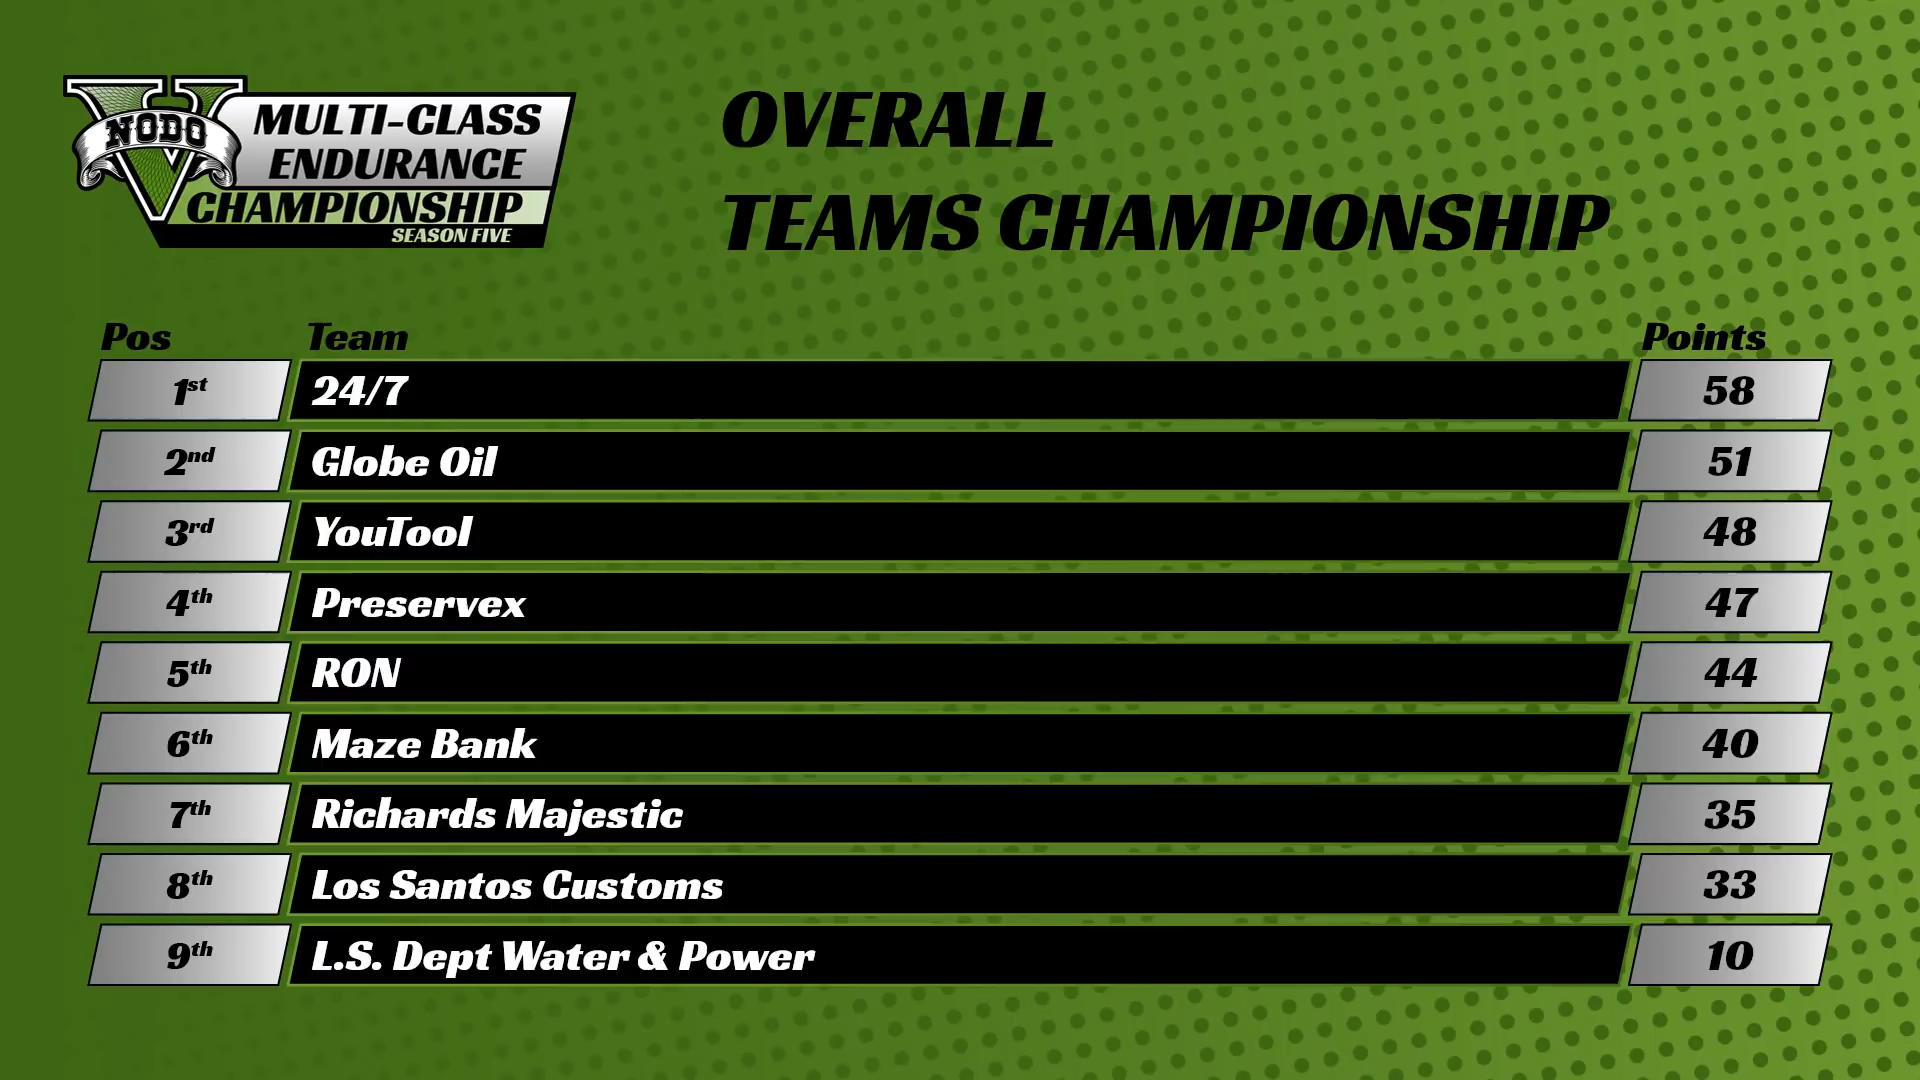 NODO
MULTI-CLASS
ENDURANCE
CHAMPIONSHIP
SEASON FIVE
OVERALL
TEAMS CHAMPIONSHIP
Pos Team Points
1st 24/7 58
2nd Globe Oil 51
3rd YouTool 48
4th Preservex 47
5th RON 44
6th Maze Bank 40
7th Richards Majestic 35
8th Los Santos Customs 33
9th L.S. Dept Water & Power 10